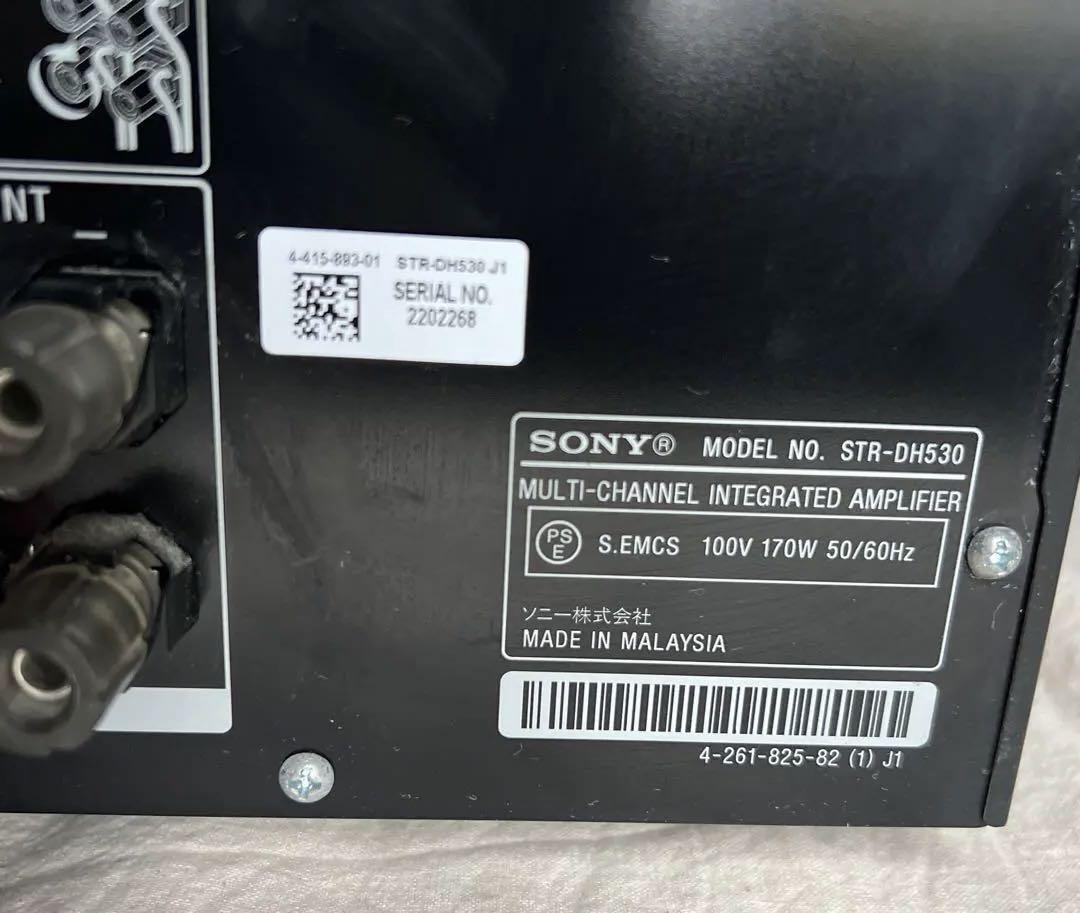 NT
4-415-893-01 STR-DH530 J1
SERIAL NO.
2202268
SONY® MODEL NO. STR-DH530
MULTI-CHANNEL INTEGRATED AMPLIFIER
PS
E
S.EMCS 100V 170W 50/60Hz
ソニー株式会社
MADE IN MALAYSIA
4-261-825-82 (1) J1